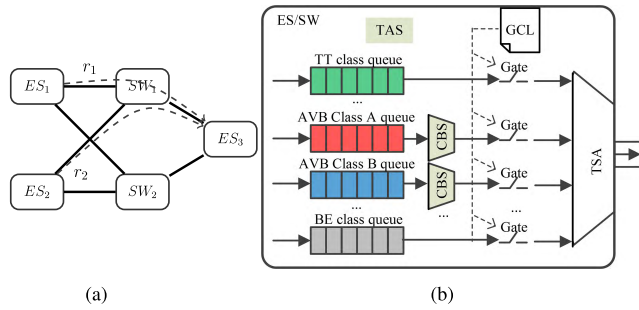 r1
ES1
SW1
ES3
r2
ES2
SW2
(a)
ES/SW
TAS
GCL
TT class queue
Gate
...
AVB Class A queue
CBS
Gate
AVB Class B queue
CBS
Gate
...
...
...
BE class queue
Gate
TSA
(b)